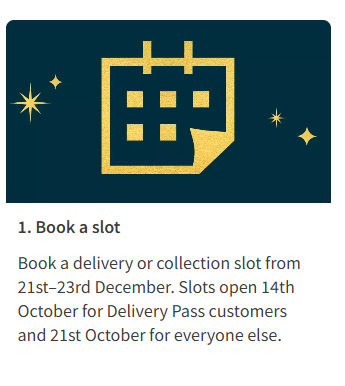 1. Book a slot
Book a delivery or collection slot from
21st–23rd December. Slots open 14th
October for Delivery Pass customers
and 21st October for everyone else.